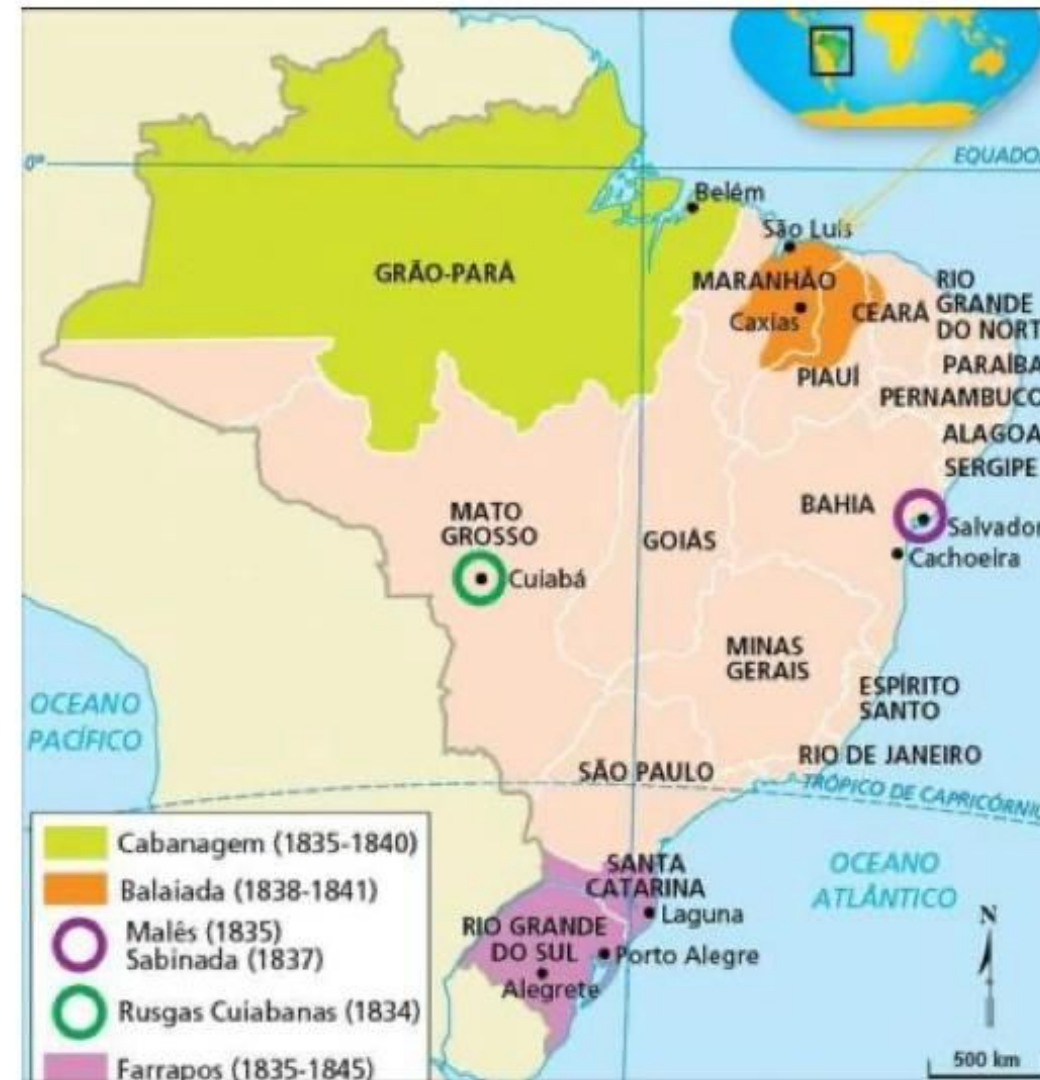 EQUADO
0°
Belém
São Luís
GRÃO-PARÁ
MARANHÃO
Caxias
CEARÁ
RIO
GRANDE
DO NORT
PARAÍBA
PIAUÍ
PERNAMBUCO
ALAGOA
SERGIPE
BAHIA
Salvador
Cachoeira
MATO
GROSSO
Cuiabá
GOIÁS
MINAS
GERAIS
ESPÍRITO
SANTO
RIO DE JANEIRO
SÃO PAULO
TRÓPICO DE CAPRICÓRNIO
OCEANO
PACÍFICO
OCEANO
ATLÂNTICO
SANTA
CATARINA
Laguna
RIO GRANDE
DO SUL
Porto Alegre
Alegrete
N
500 km
Cabanagem (1835-1840)
Balaiada (1838-1841)
Malês (1835)
Sabinada (1837)
Rusgas Cuiabanas (1834)
Farrapos (1835-1845)